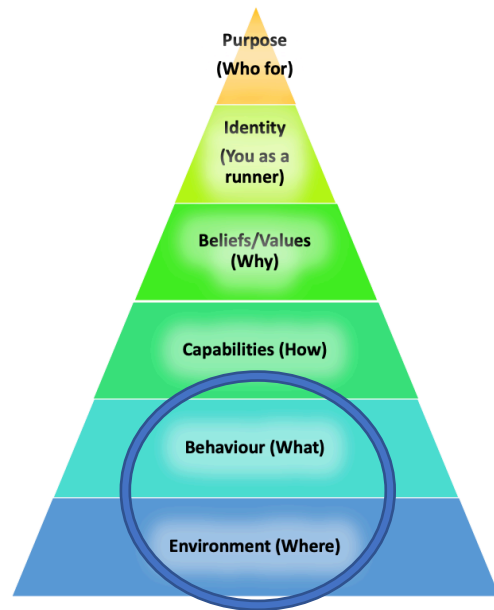 Purpose
(Who for)
Identity
(You as a
runner)
Beliefs/Values
(Why)
Capabilities (How)
Behaviour (What)
Environment (Where)